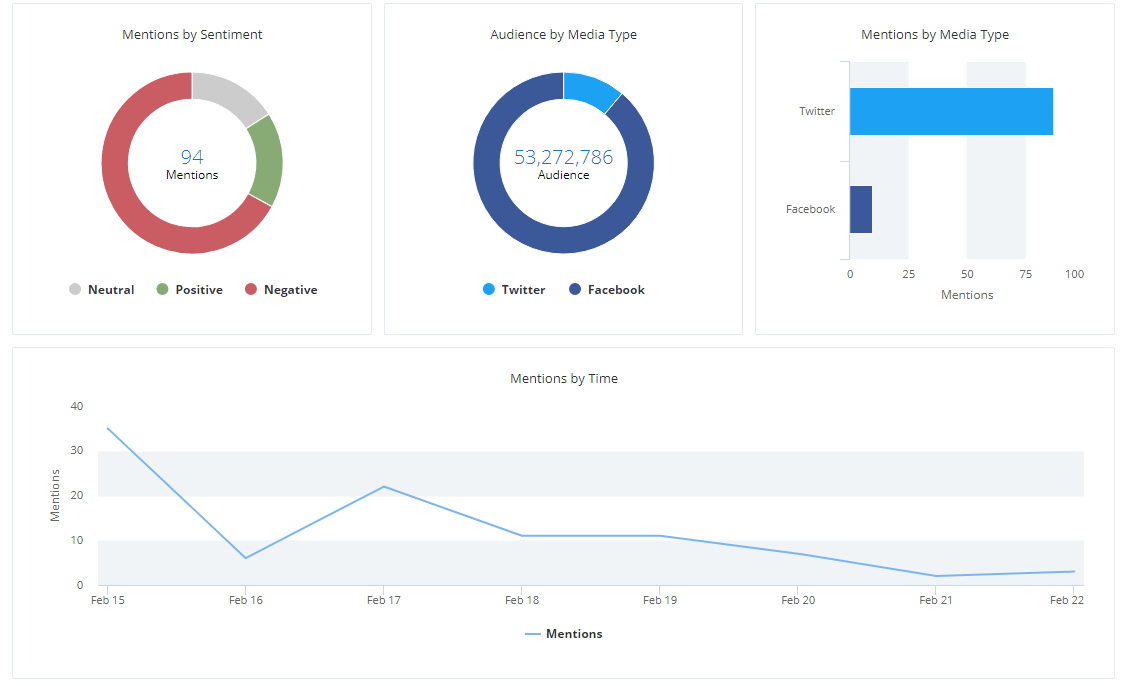 Mentions by Sentiment
94
Mentions
Neutral Positive Negative
Audience by Media Type
53,272,786
Audience
Twitter Facebook
Mentions by Media Type
Twitter
Facebook
0 25 50 75 100
Mentions
Mentions by Time
Mentions
40
30
20
10
0
Feb 15 Feb 16 Feb 17 Feb 18 Feb 19 Feb 20 Feb 21 Feb 22
Mentions